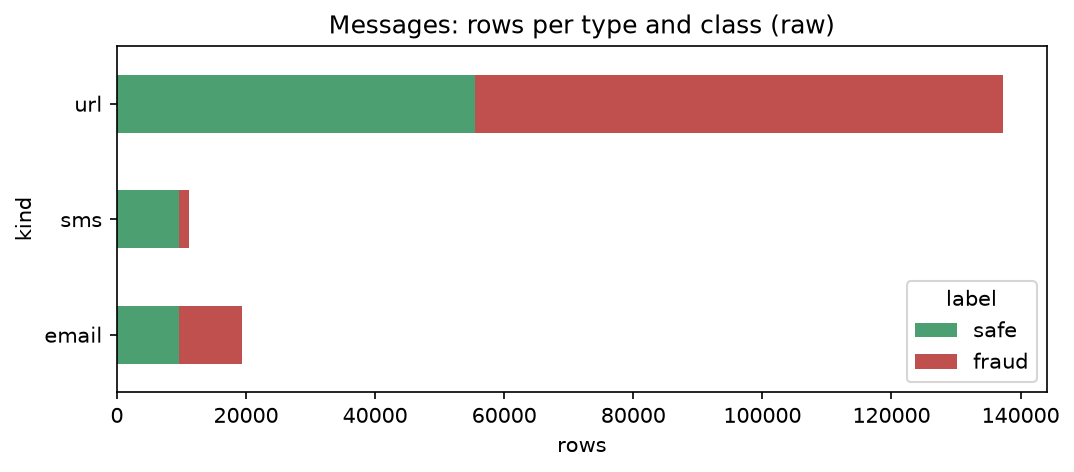 Messages: rows per type and class (raw)
kind
url
sms
email
label
safe
fraud
0 20000 40000 60000 80000 100000 120000 140000
rows